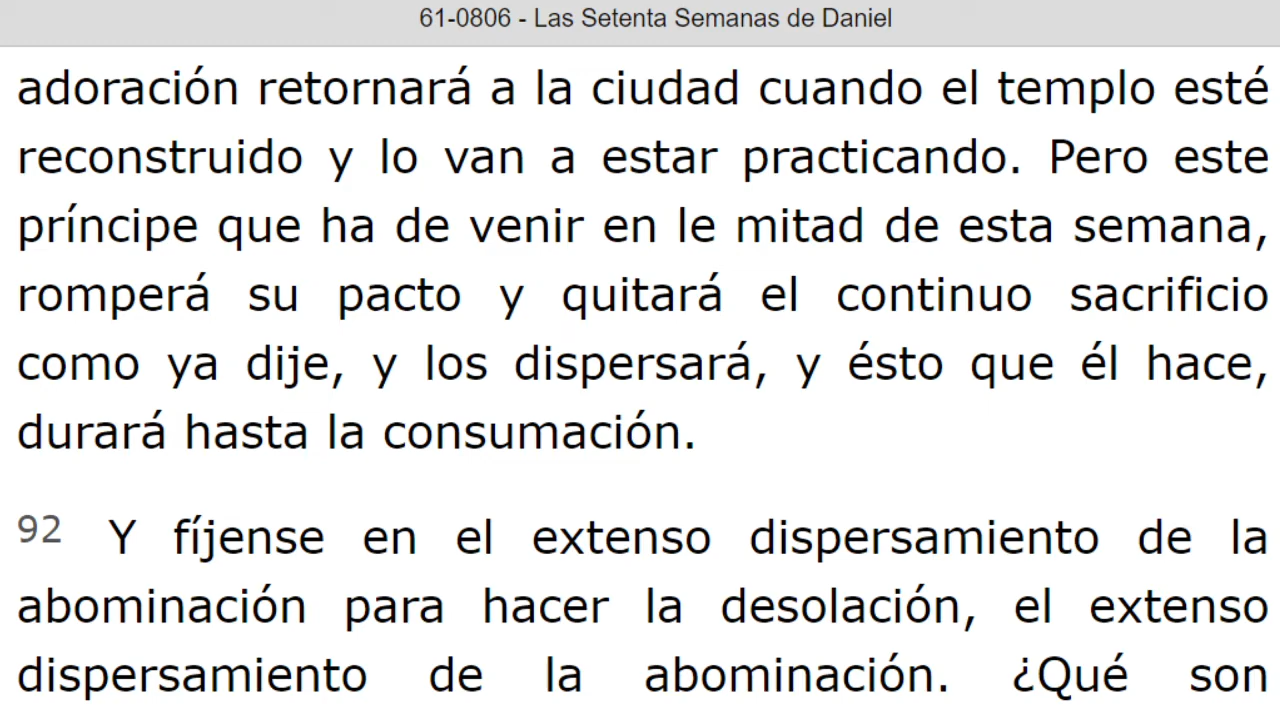 61-0806 - Las Setenta Semanas de Daniel
adoración retornará a la ciudad cuando el templo esté
reconstruido y lo van a estar practicando. Pero este
príncipe que ha de venir en le mitad de esta semana,
romperá su pacto y quitará el continuo sacrificio
como ya dije, y los dispersará, y ésto que él hace,
durará hasta la consumación.
92 Y fíjense en el extenso dispersamiento de la
abominación para hacer la desolación, el extenso
dispersamiento de la abominación. ¿Qué son